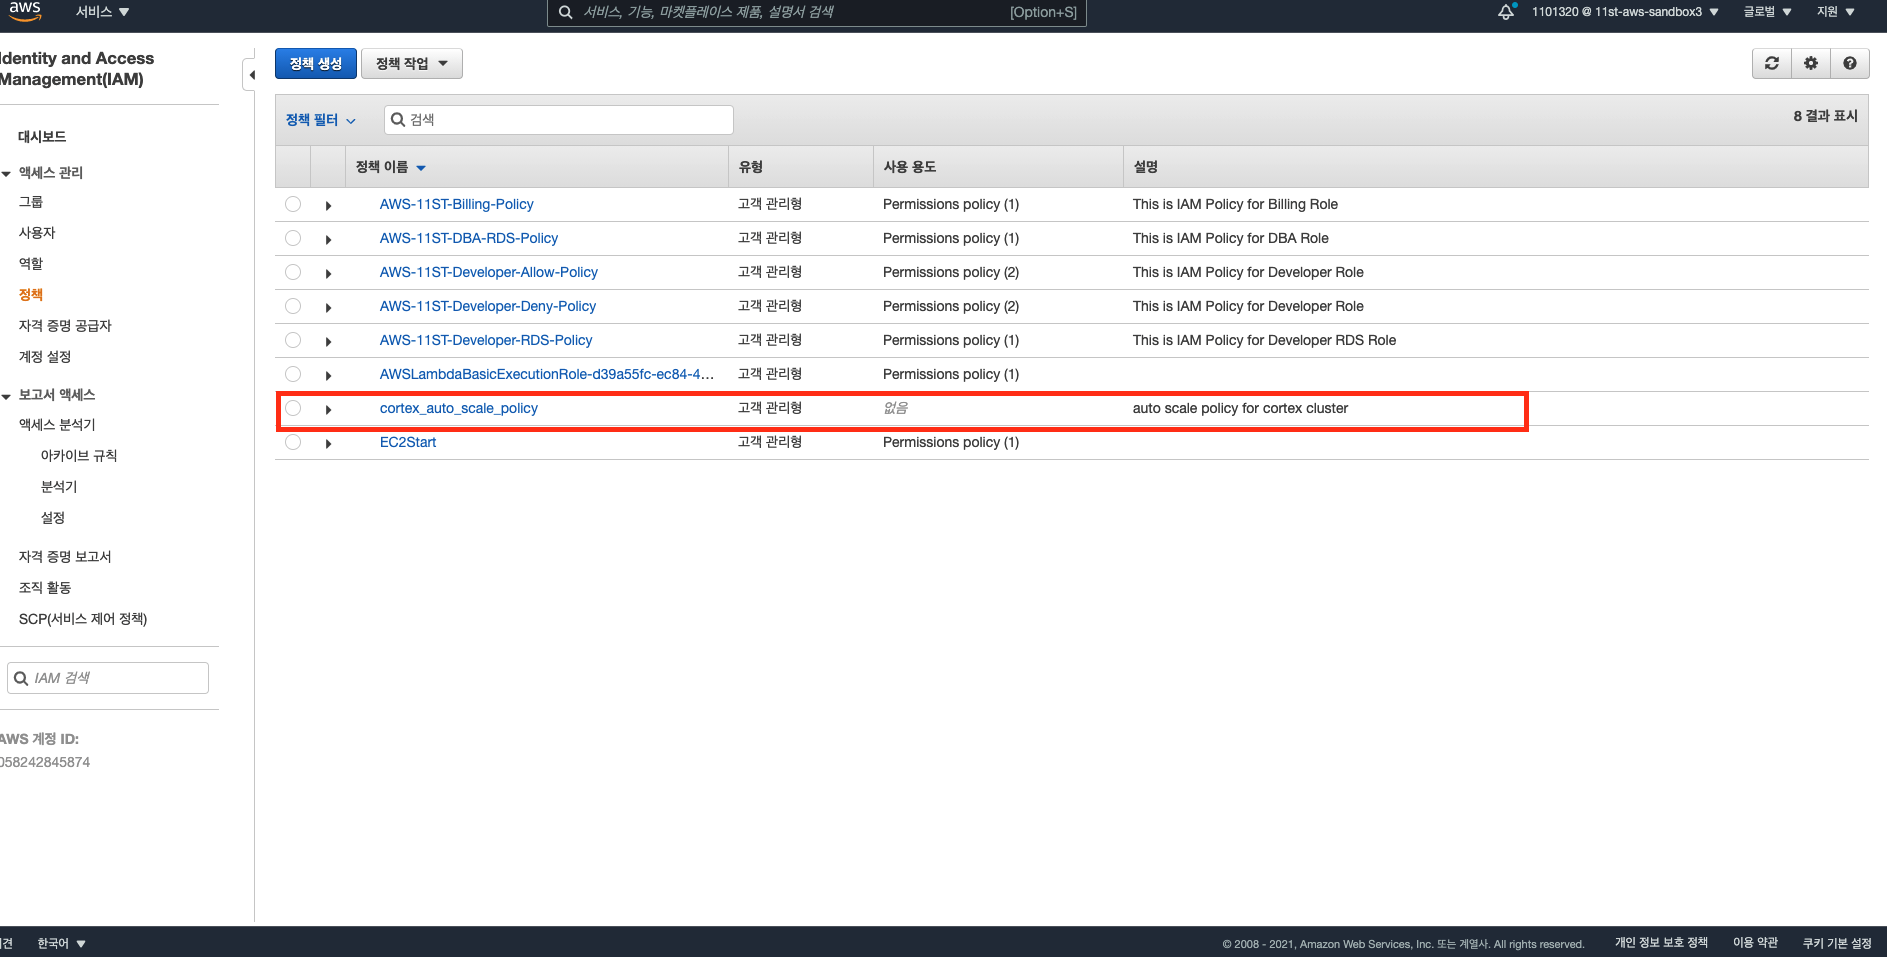 aws
서비스
서비스, 기능, 마켓플레이스 제품, 설명서 검색
[Option+S]
1101320 @ 11st-aws-sandbox3
글로벌
지원
Identity and Access
Management(IAM)
대시보드
액세스 관리
그룹
사용자
역할
정책
자격 증명 공급자
계정 설정
보고서 액세스
액세스 분석기
아카이브 규칙
분석기
설정
자격 증명 보고서
조직 활동
SCP(서비스 제어 정책)
IAM 검색
AWS 계정 ID:
058242845874
정책 생성
정책 작업
정책 필터
검색
8 결과 표시
정책 이름 유형 사용 용도 설명
AWS-11ST-Billing-Policy 고객 관리형 Permissions policy (1) This is IAM Policy for Billing Role
AWS-11ST-DBA-RDS-Policy 고객 관리형 Permissions policy (1) This is IAM Policy for DBA Role
AWS-11ST-Developer-Allow-Policy 고객 관리형 Permissions policy (2) This is IAM Policy for Developer Role
AWS-11ST-Developer-Deny-Policy 고객 관리형 Permissions policy (2) This is IAM Policy for Developer Role
AWS-11ST-Developer-RDS-Policy 고객 관리형 Permissions policy (1) This is IAM Policy for Developer RDS Role
AWSLambdaBasicExecutionRole-d39a55fc-ec84-4... 고객 관리형 Permissions policy (1)
cortex_auto_scale_policy 고객 관리형 없음 auto scale policy for cortex cluster
EC2Start 고객 관리형 Permissions policy (1)
견
한국어
© 2008 - 2021, Amazon Web Services, Inc. 또는 계열사. All rights reserved.
개인 정보 보호 정책
이용 약관
쿠키 기본 설정